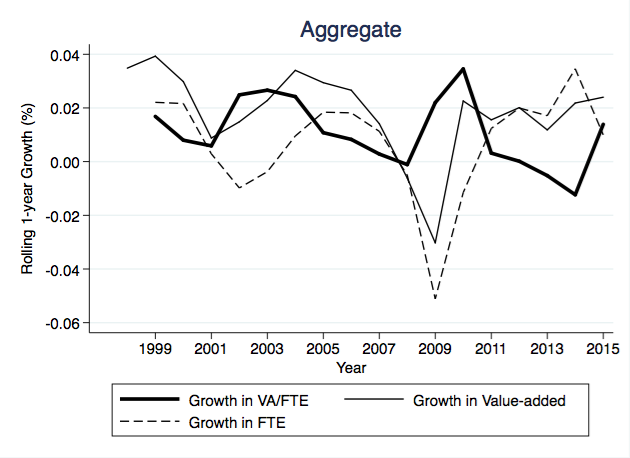 Aggregate
Rolling 1-year Growth (%)
0.04
0.02
0.00
-0.02
-0.04
-0.06
1999 2001 2003 2005 2007 2009 2011 2013 2015
Year
Growth in VA/FTE Growth in Value-added
Growth in FTE